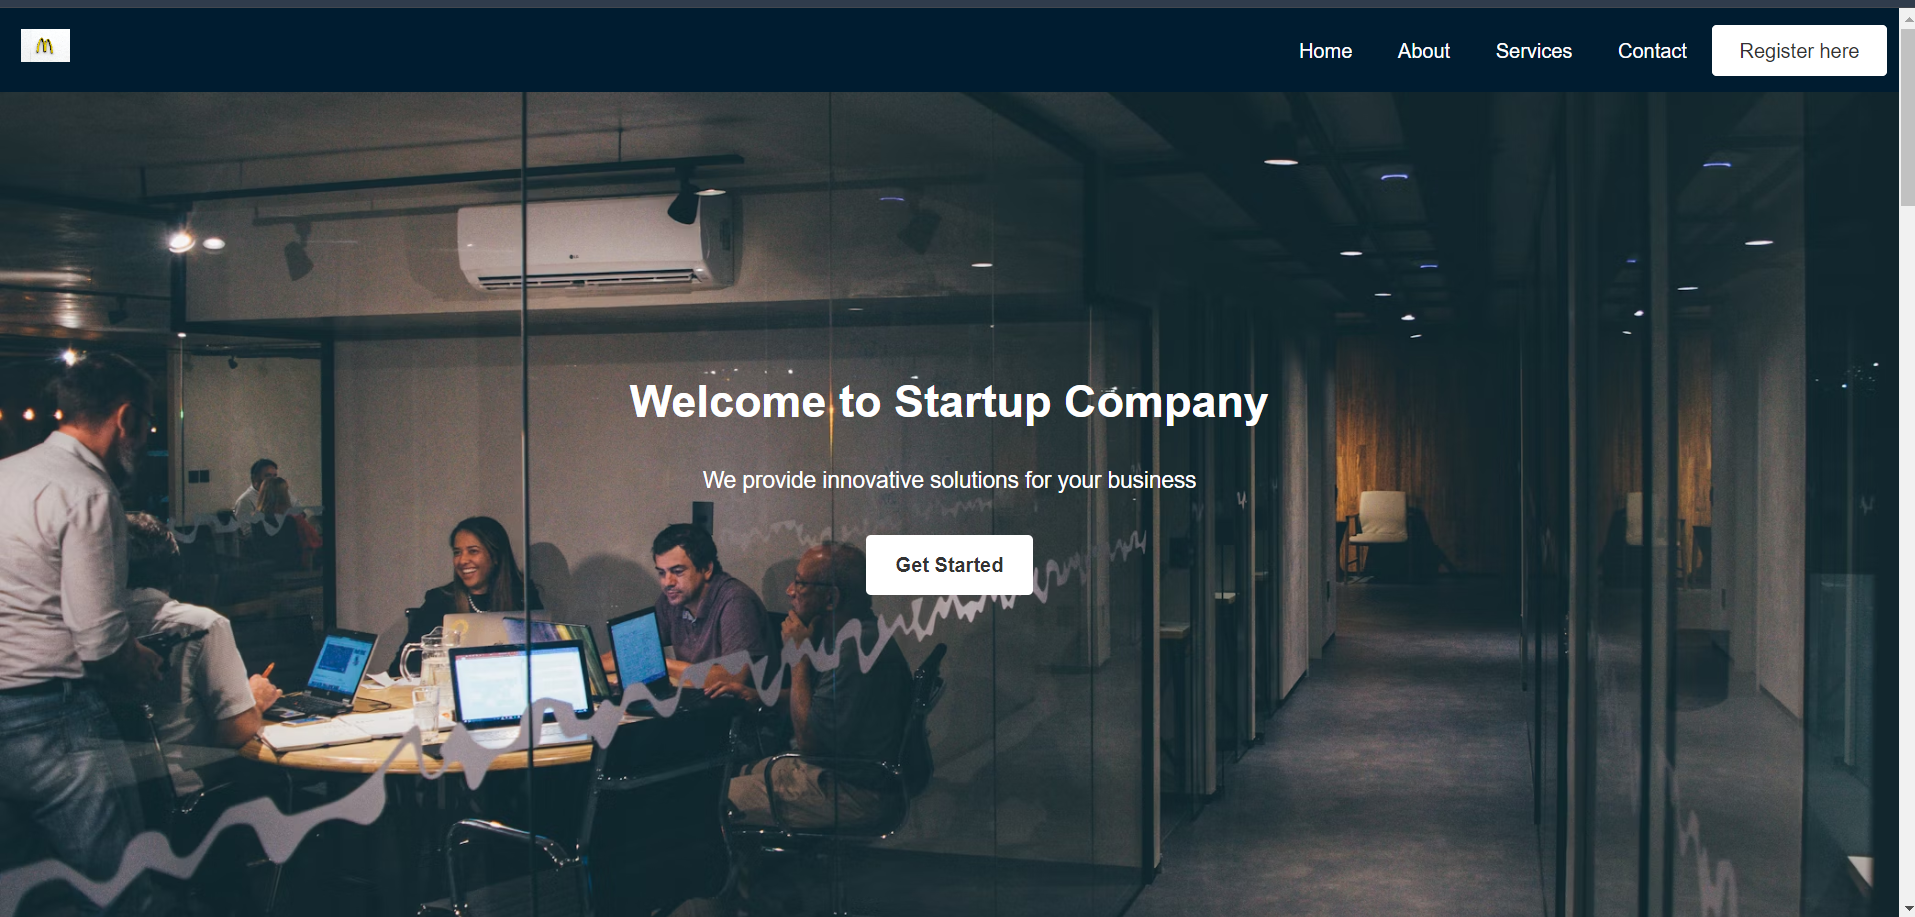 Home About Services Contact Register here
Welcome to Startup Company
We provide innovative solutions for your business
Get Started